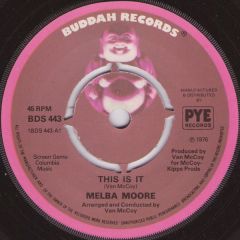 BUDDAH RECORDS
MANUFACTURED
& DISTRIBUTED
BY
PYE
RECORDS
45 RPM
BDS 443
(BDS 443-A)
℗ 1976
Screen Gems
Columbia
Music
Produced by
Van McCoy
for McCoy-
Kipps Prods
THIS IS IT
(Van McCoy)
MELBA MOORE
Arranged and Conducted by
Van McCoy